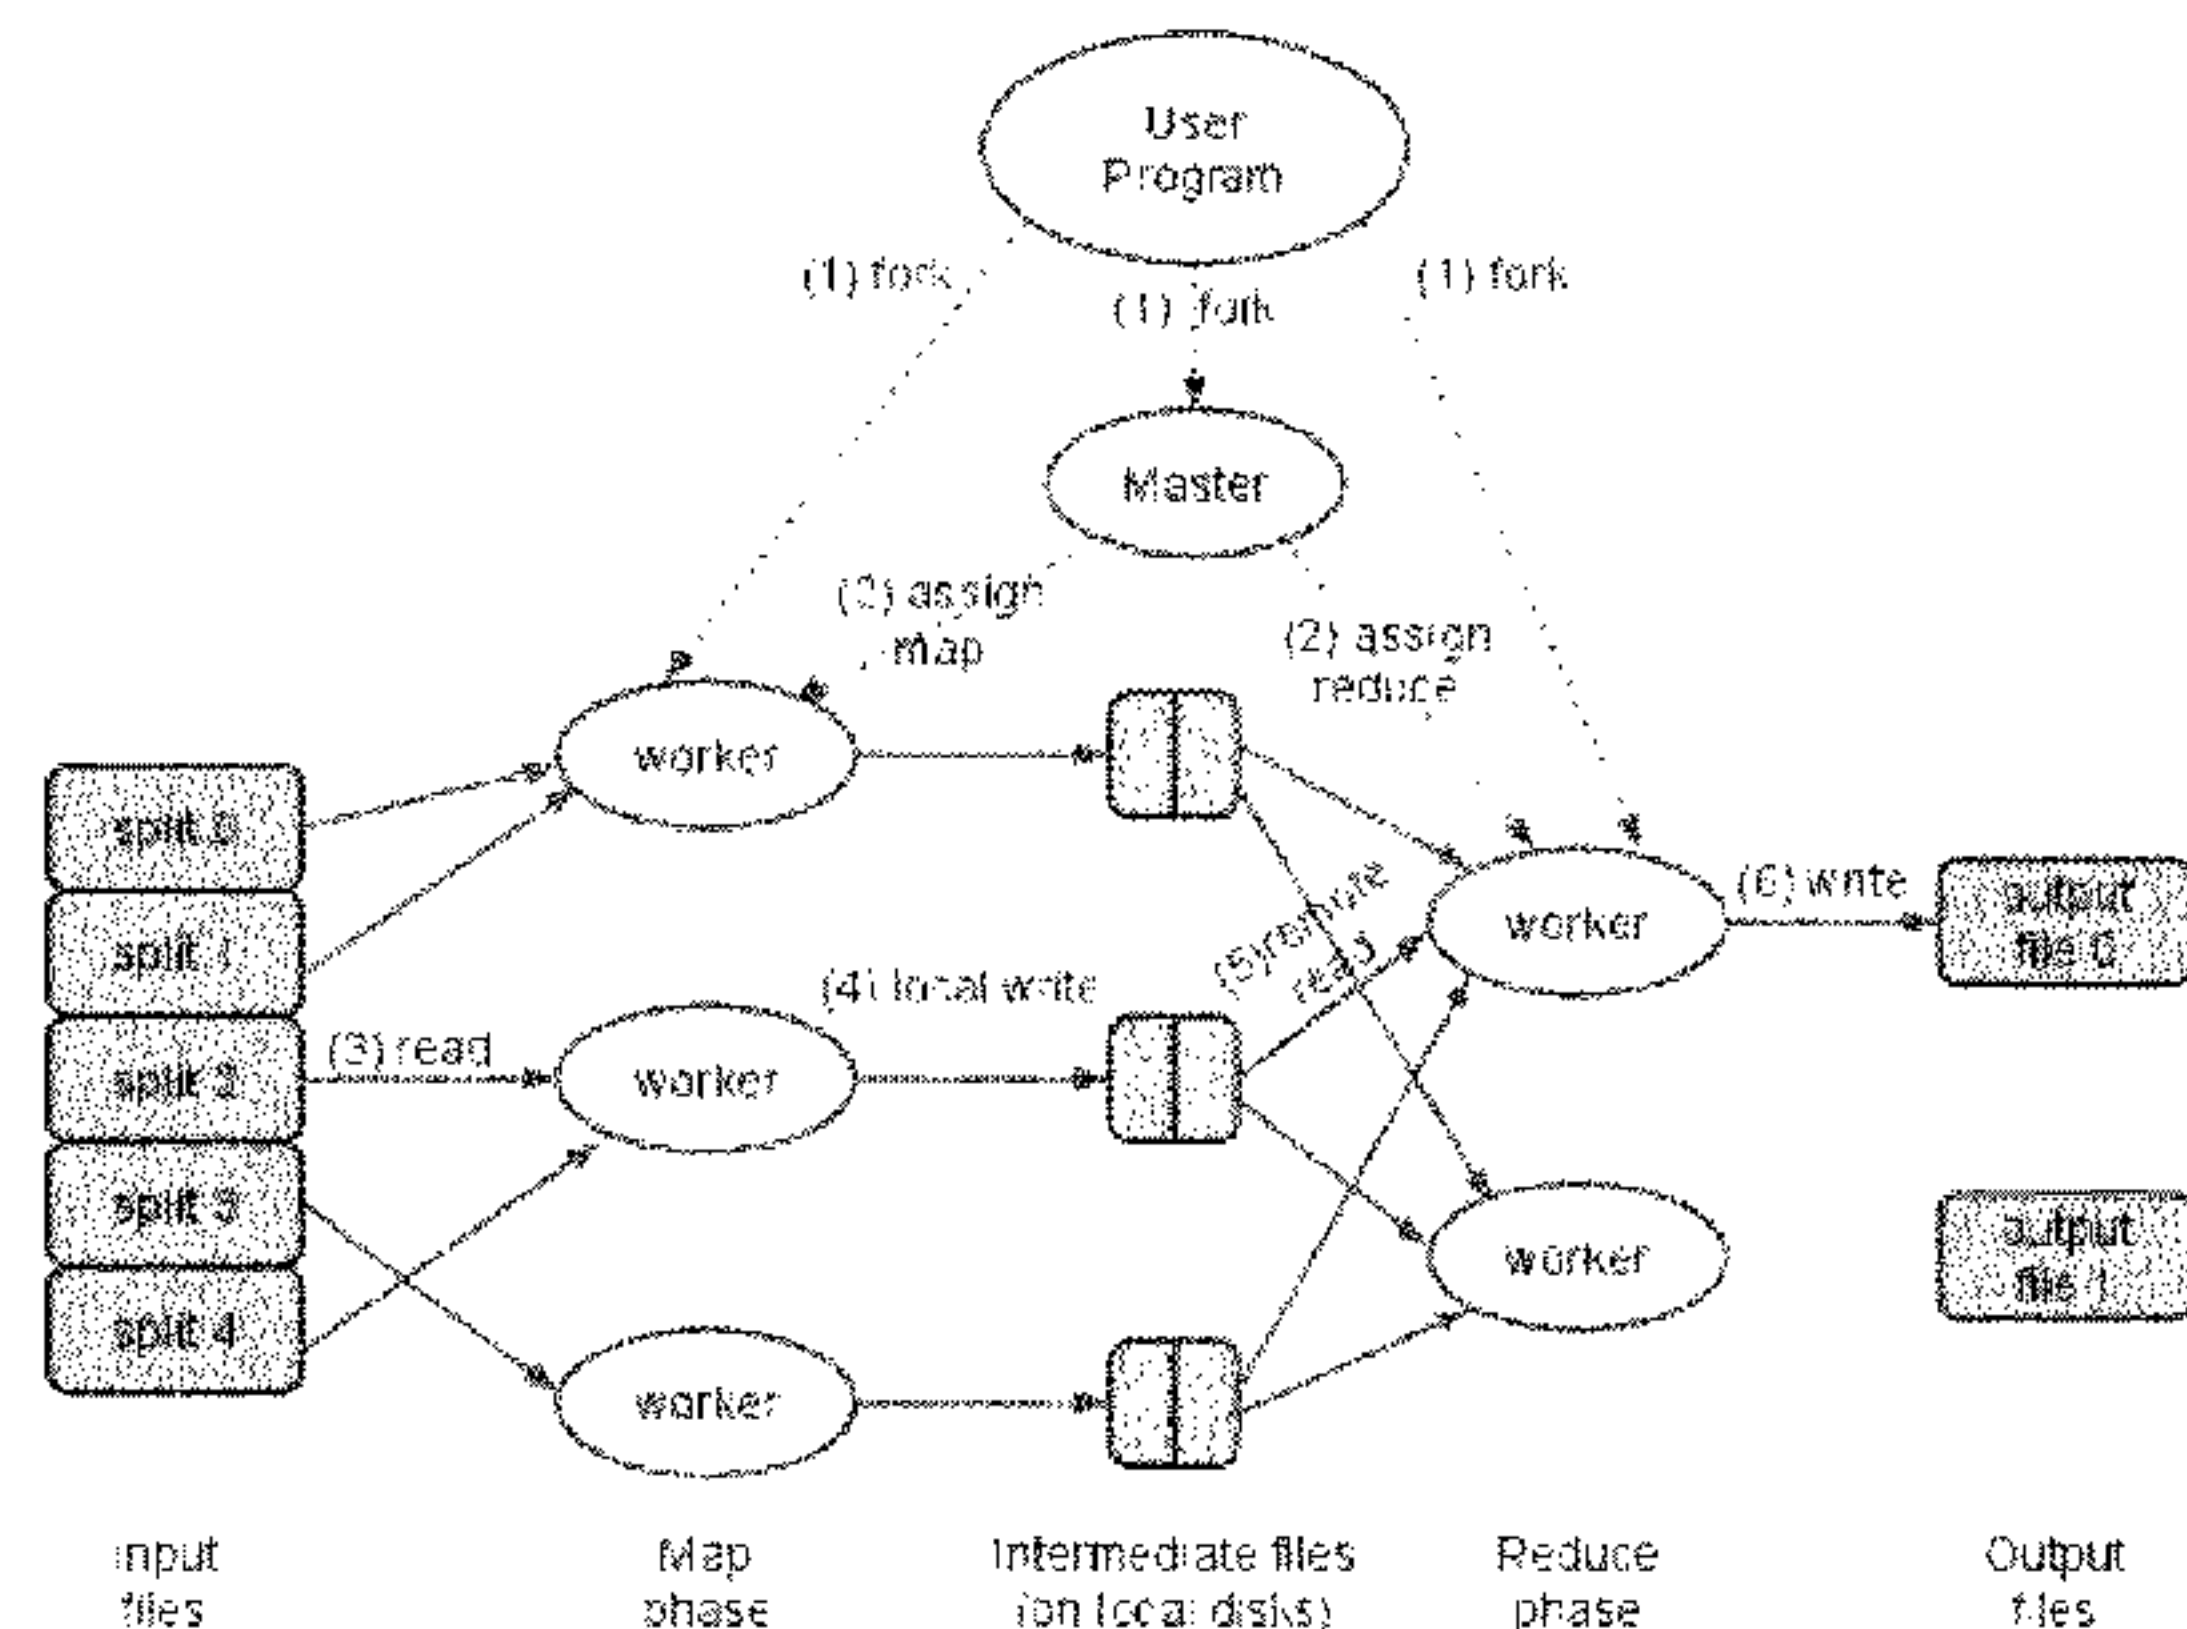 User
Program
(1) fork
(1) fork
(1) fork
Master
(2) assign
map
(2) assign
reduce
worker
split 0
split 1
split 2
split 3
split 4
(3) read
worker
(4) local write
(5) remote
read
worker
(6) write
output
file 0
worker
output
file 1
worker
Input
files
Map
phase
Intermediate files
(on local disks)
Reduce
phase
Output
files